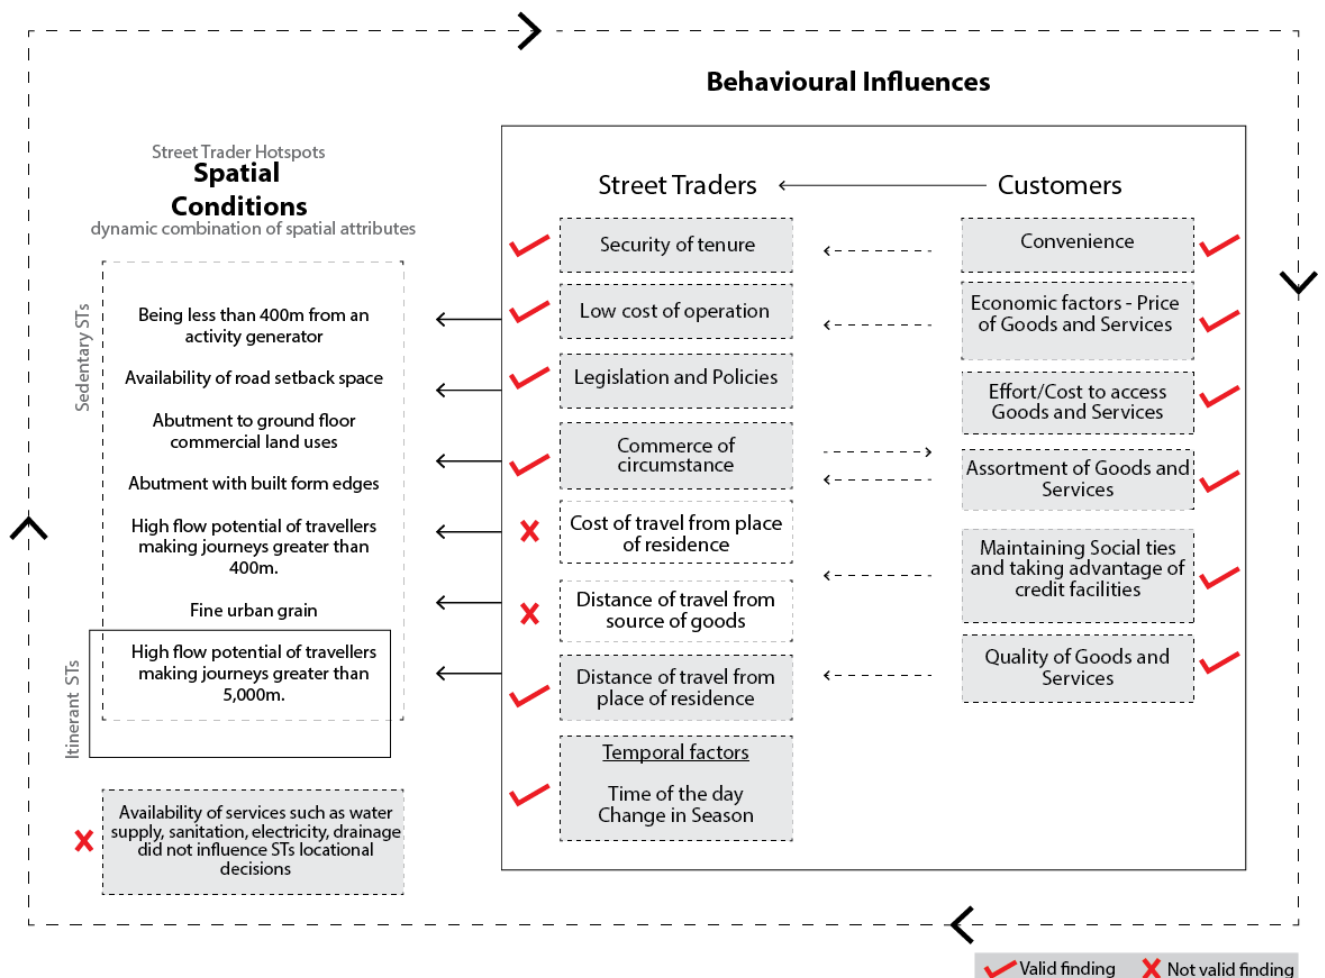 Behavioural Influences
Street Trader Hotspots
Spatial
Conditions
dynamic combination of spatial attributes
Sedentary STs
Being less than 400m from an
activity generator
Availability of road setback space
Abutment to ground floor
commercial land uses
Abutment with built form edges
High flow potential of travellers
making journeys greater than
400m.
Fine urban grain
Itinerant STs
High flow potential of travellers
making journeys greater than
5,000m.
Availability of services such as water
supply, sanitation, electricity, drainage
did not influence STs locational
decisions
Street Traders
Security of tenure
Low cost of operation
Legislation and Policies
Commerce of
circumstance
Cost of travel from place
of residence
Distance of travel from
source of goods
Distance of travel from
place of residence
Temporal factors
Time of the day
Change in Season
Customers
Convenience
Economic factors - Price
of Goods and Services
Effort/Cost to access
Goods and Services
Assortment of Goods and
Services
Maintaining Social ties
and taking advantage of
credit facilities
Quality of Goods and
Services
Valid finding
Not valid finding